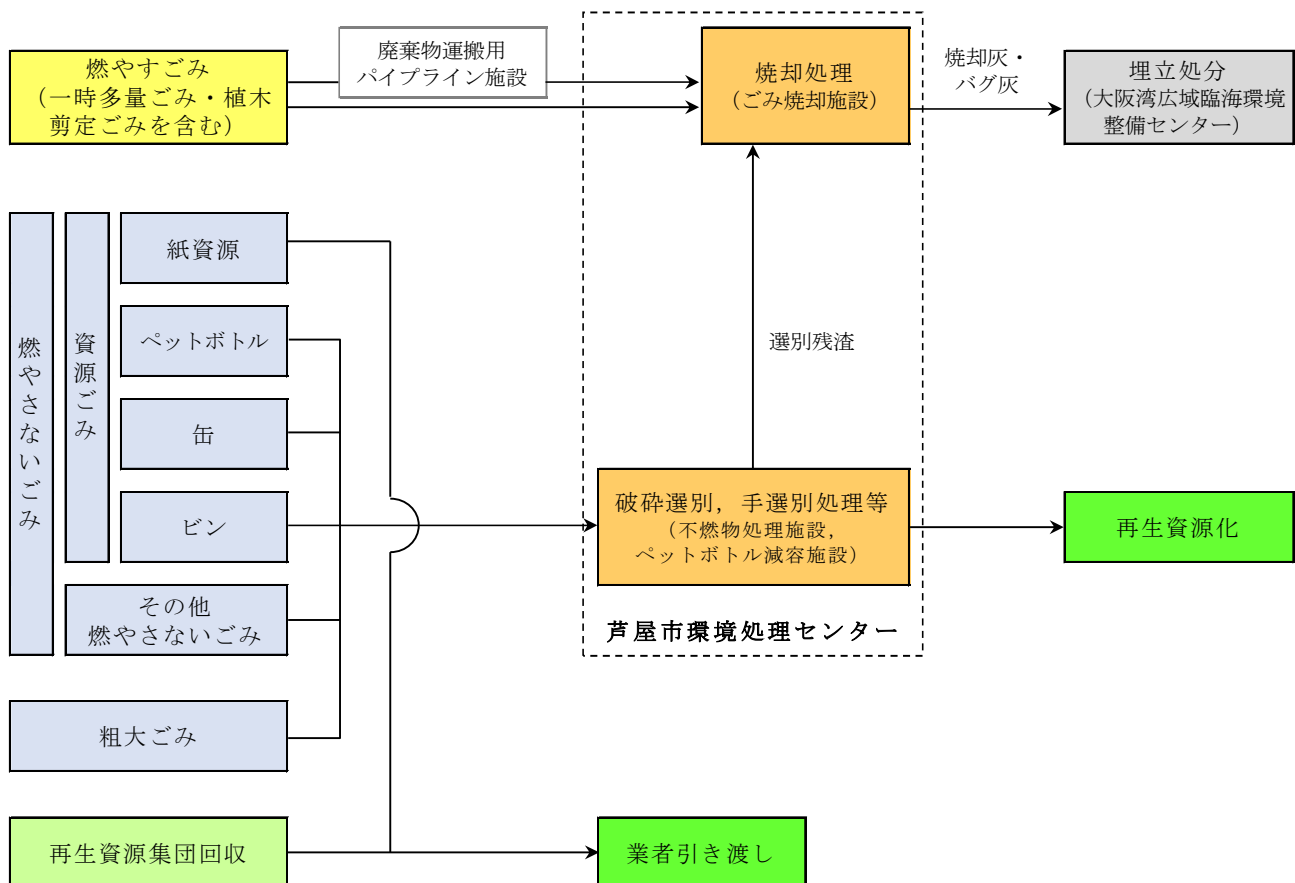 燃やすごみ
（一時多量ごみ・植木
剪定ごみを含む）
廃棄物運搬用
パイプライン施設
焼却処理
（ごみ焼却施設）
焼却灰・
バグ灰
埋立処分
（大阪湾広域臨海環境
整備センター）
燃やさないごみ
資源ごみ
紙資源
ペットボトル
缶
ビン
その他
燃やさないごみ
粗大ごみ
選別残渣
破砕選別，手選別処理等
（不燃物処理施設，
ペットボトル減容施設）
芦屋市環境処理センター
再生資源化
再生資源集団回収
業者引き渡し